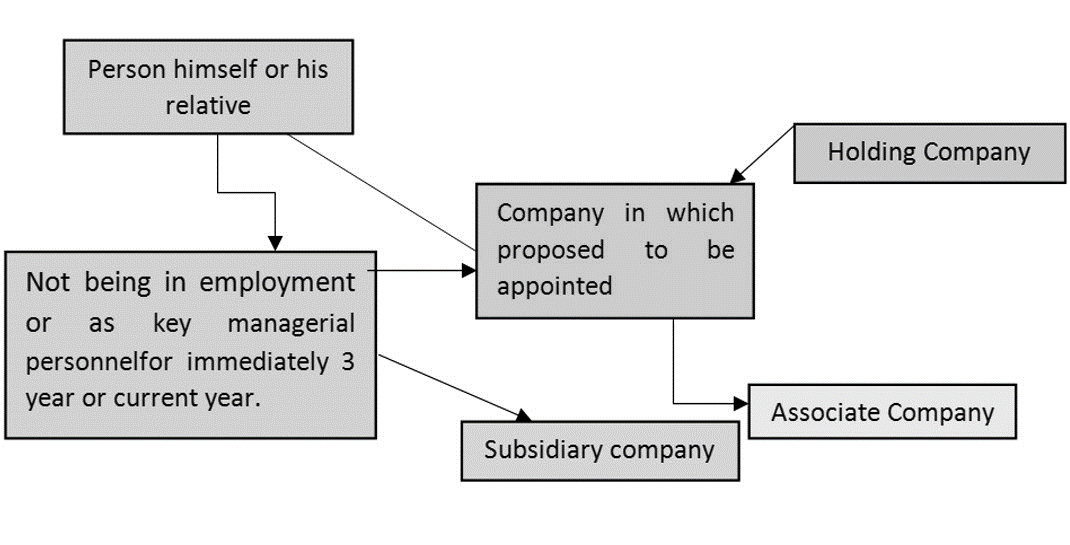 Person himself or his
relative
Holding Company
Company in which
proposed to be
appointed
Not being in employment
or as key managerial
personnelfor immediately 3
year or current year.
Associate Company
Subsidiary company